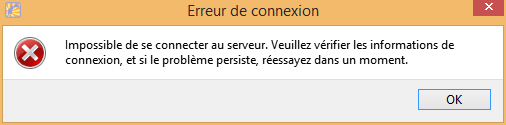 Erreur de connexion
Impossible de se connecter au serveur. Veuillez vérifier les informations de
connexion, et si le problème persiste, réessayez dans un moment.
OK